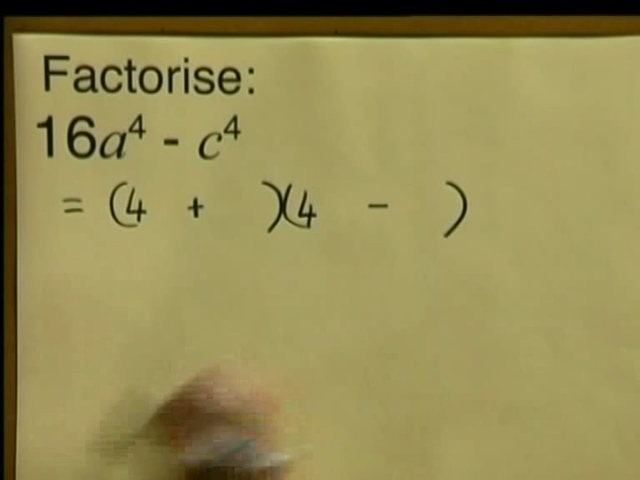 Factorise:
16a⁴ - c⁴
= (4 + )(4 - )